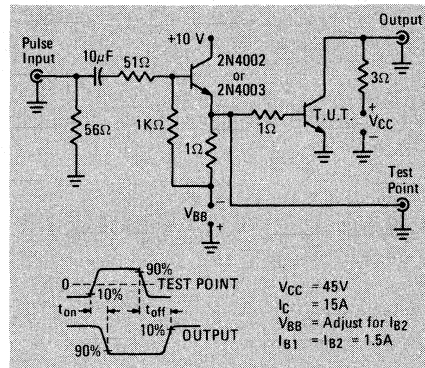 Pulse
Input
10µF
51Ω
+10 V
2N4002
or
2N4003
Output
56Ω
1KΩ
1Ω
1Ω
T.U.T.
3Ω
+
VCC
−
VBB
−
+
Test
Point
0
90%
TEST POINT
10%
ton
toff
10%
OUTPUT
90%
VCC = 45V
IC = 15A
VBB = Adjust for IB2
IB1 = IB2 = 1.5A